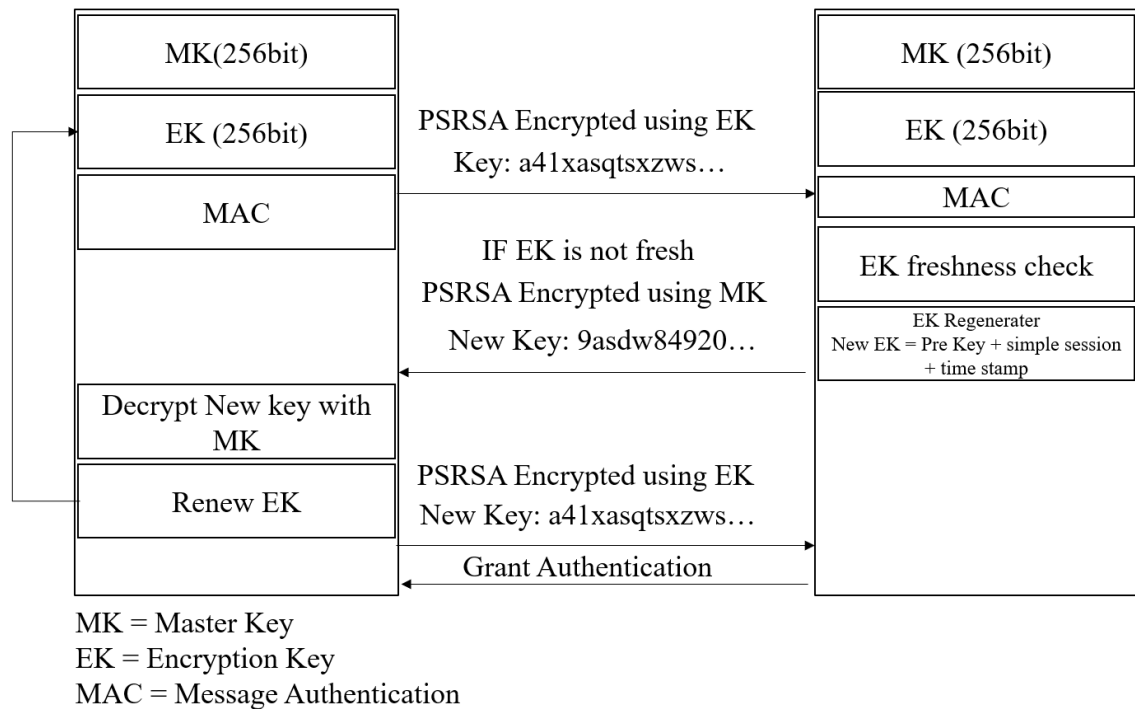 MK(256bit)
EK (256bit)
MAC
Decrypt New key with
MK
Renew EK
PSRSA Encrypted using EK
Key: a41xasqtsxzws…
IF EK is not fresh
PSRSA Encrypted using MK
New Key: 9asdw84920…
PSRSA Encrypted using EK
New Key: a41xasqtsxzws…
Grant Authentication
MK (256bit)
EK (256bit)
MAC
EK freshness check
EK Regenerater
New EK = Pre Key + simple session
+ time stamp
MK = Master Key
EK = Encryption Key
MAC = Message Authentication